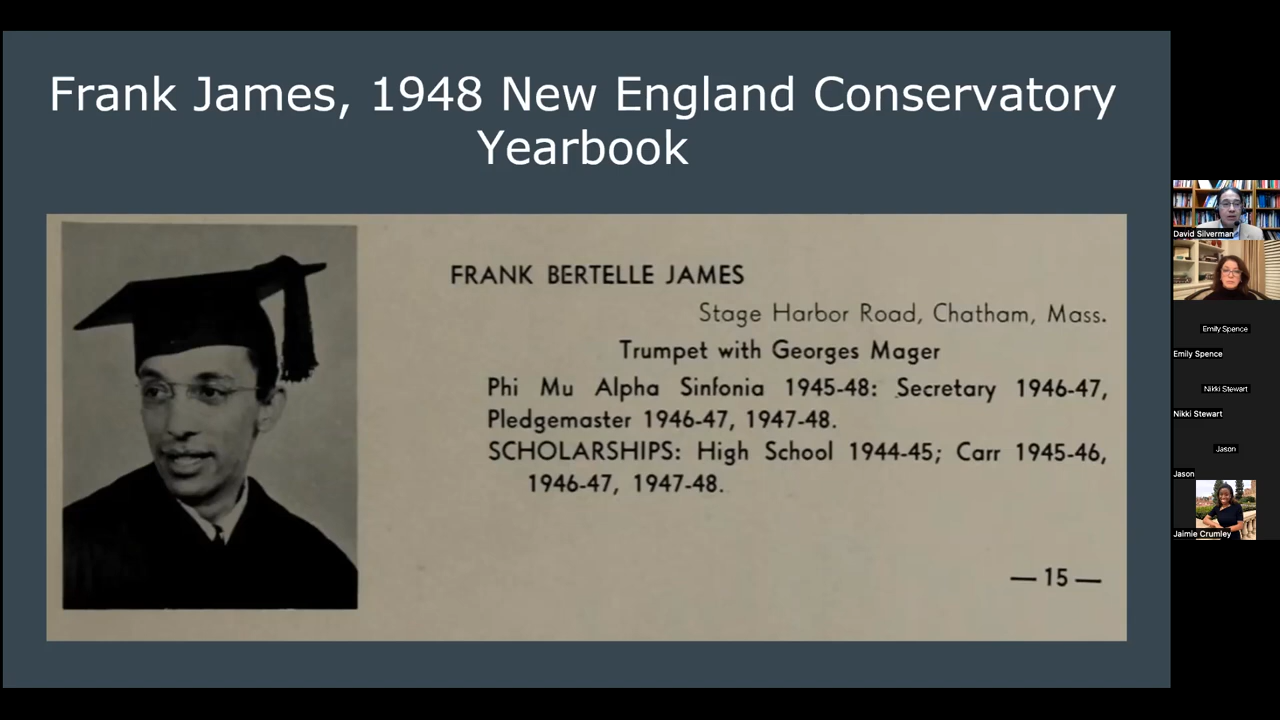 Frank James, 1948 New England Conservatory
Yearbook
FRANK BERTELLE JAMES
Stage Harbor Road, Chatham, Mass.
Trumpet with Georges Mager
Phi Mu Alpha Sinfonia 1945-48: Secretary 1946-47,
Pledgemaster 1946-47, 1947-48.
SCHOLARSHIPS: High School 1944-45; Carr 1945-46,
1946-47, 1947-48.
— 15 —
David Silverman
Emily Spence
Emily Spence
Nikki Stewart
Nikki Stewart
Jason
Jason
Jaimie Crumley